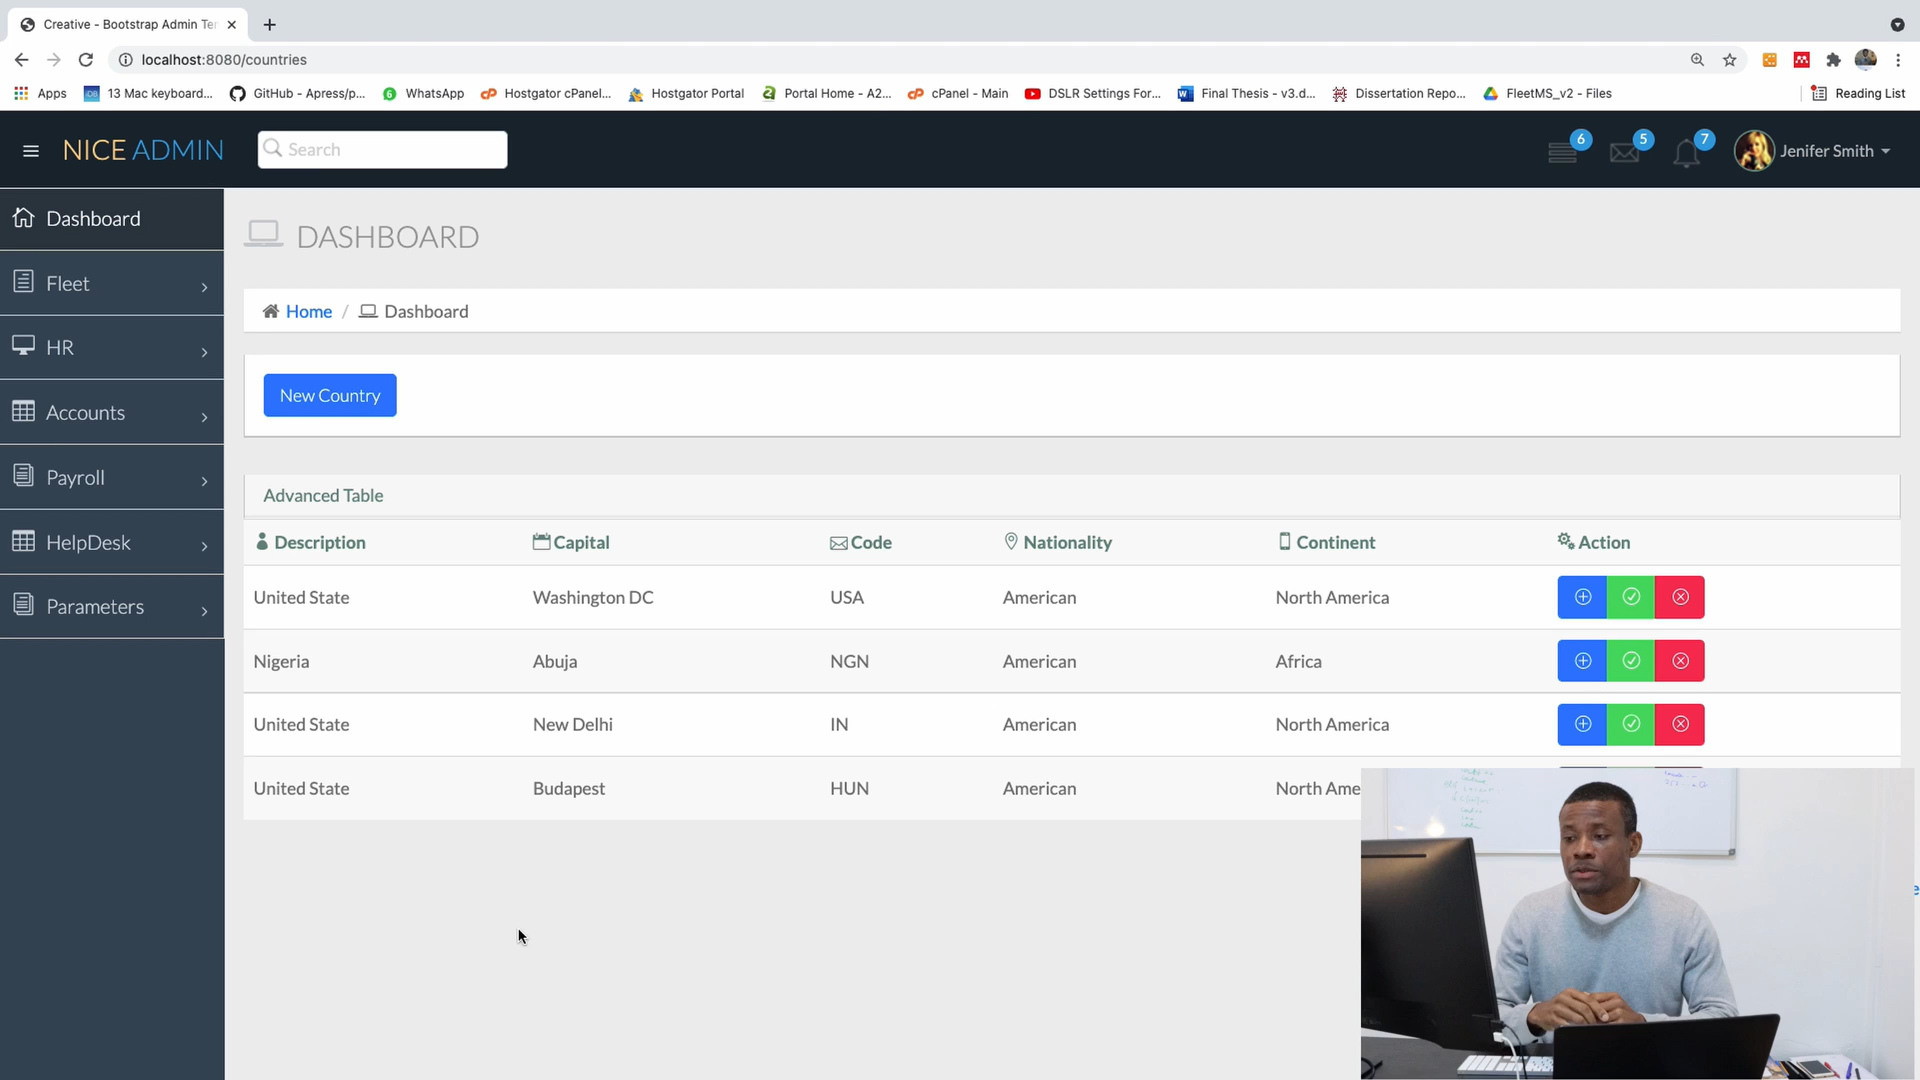 Creative - Bootstrap Admin Te
localhost:8080/countries
Apps
13 Mac keyboard...
GitHub - Apress/p...
WhatsApp
Hostgator cPanel...
Hostgator Portal
Portal Home - A2...
cPanel - Main
DSLR Settings For...
Final Thesis - v3.d...
Dissertation Repo...
FleetMS_v2 - Files
Reading List
NICE ADMIN
Search
6
5
7
Jenifer Smith
Dashboard
Fleet
HR
Accounts
Payroll
HelpDesk
Parameters
DASHBOARD
Home / Dashboard
New Country
Advanced Table
Description Capital Code Nationality Continent Action
United State Washington DC USA American North America
Nigeria Abuja NGN American Africa
United State New Delhi IN American North America
United State Budapest HUN American North Ame